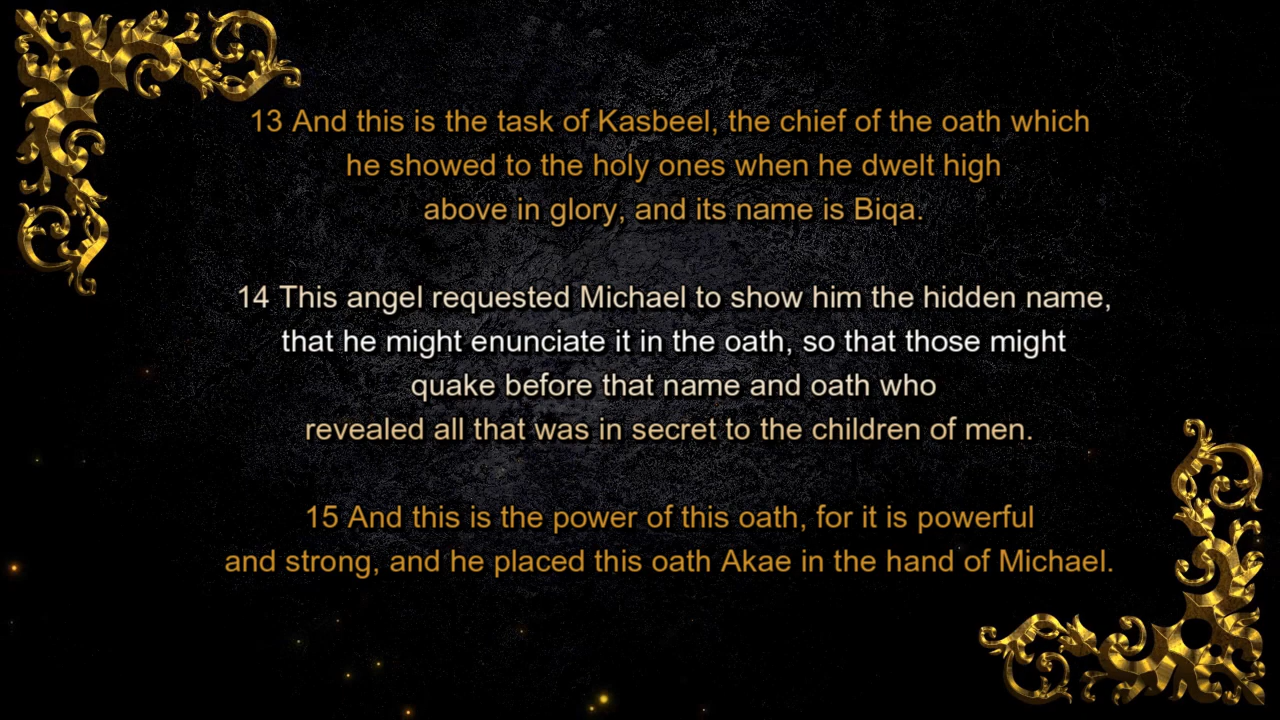 13 And this is the task of Kasbeel, the chief of the oath which
he showed to the holy ones when he dwelt high
above in glory, and its name is Biqa.
14 This angel requested Michael to show him the hidden name,
that he might enunciate it in the oath, so that those might
quake before that name and oath who
revealed all that was in secret to the children of men.
15 And this is the power of this oath, for it is powerful
and strong, and he placed this oath Akae in the hand of Michael.